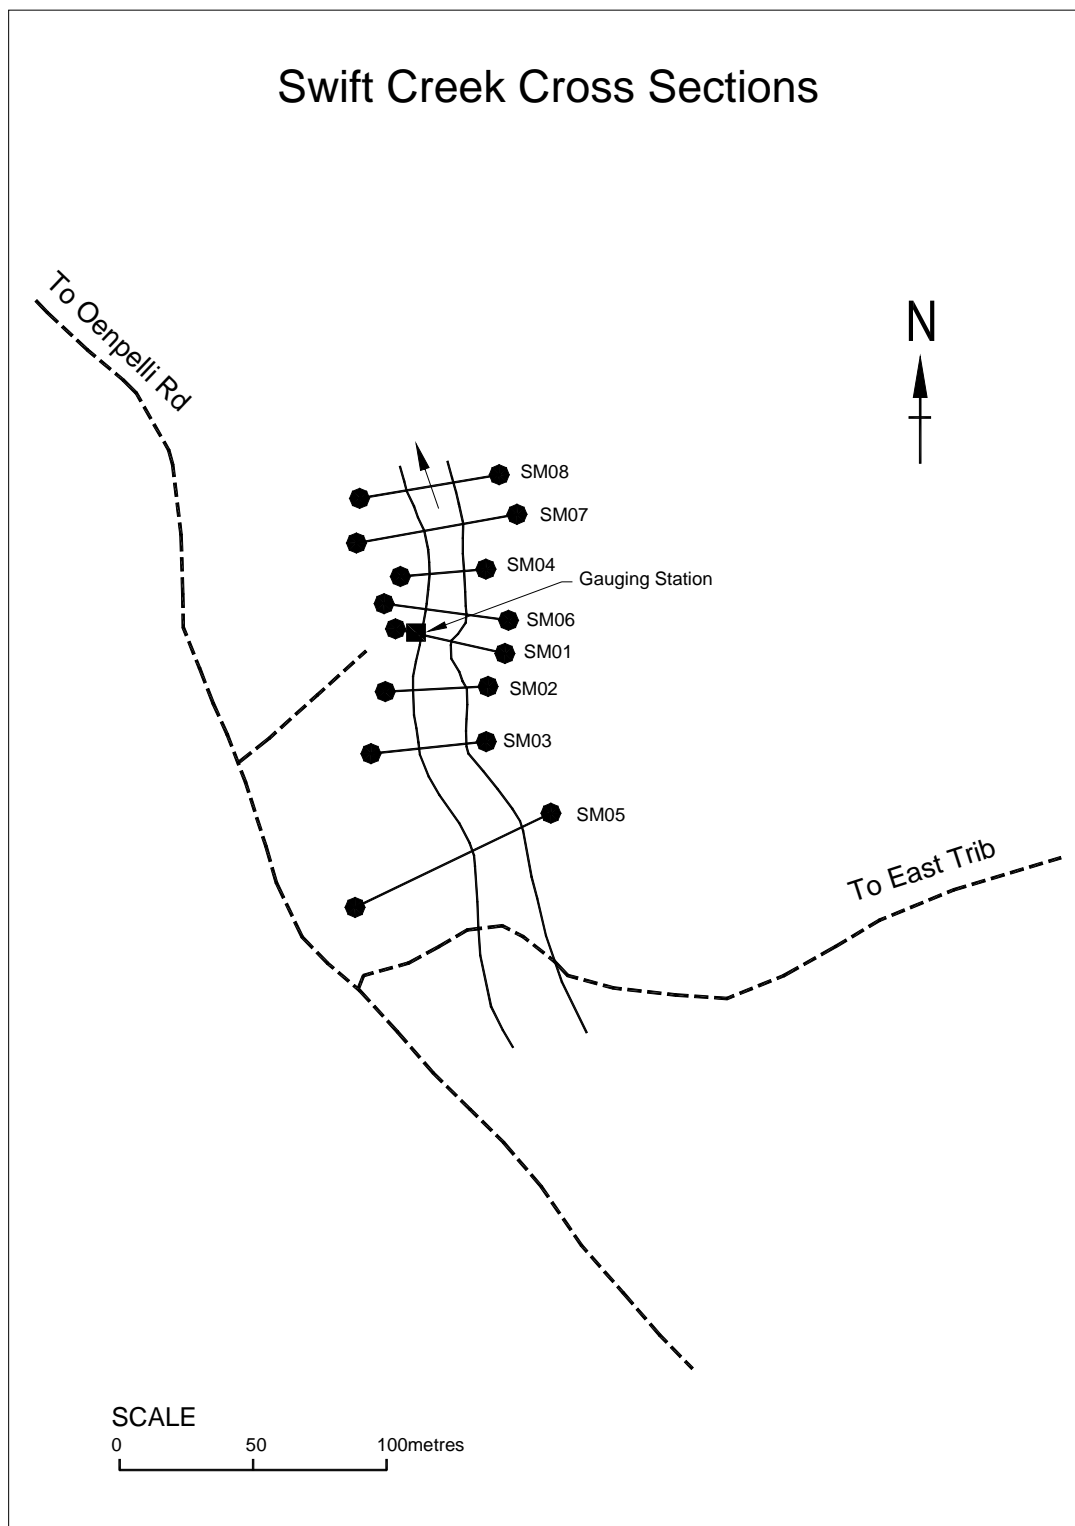 Swift Creek Cross Sections
To Oenpelli Rd
N
SM08
SM07
SM04
Gauging Station
SM06
SM01
SM02
SM03
SM05
To East Trib
SCALE
0 50 100metres